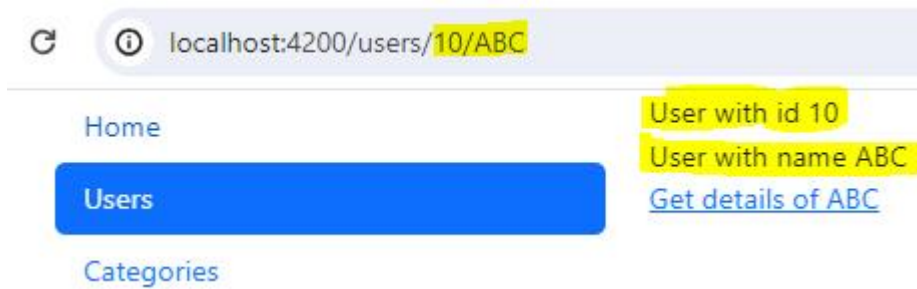 localhost:4200/users/10/ABC
Home
Users
Categories
User with id 10
User with name ABC
Get details of ABC